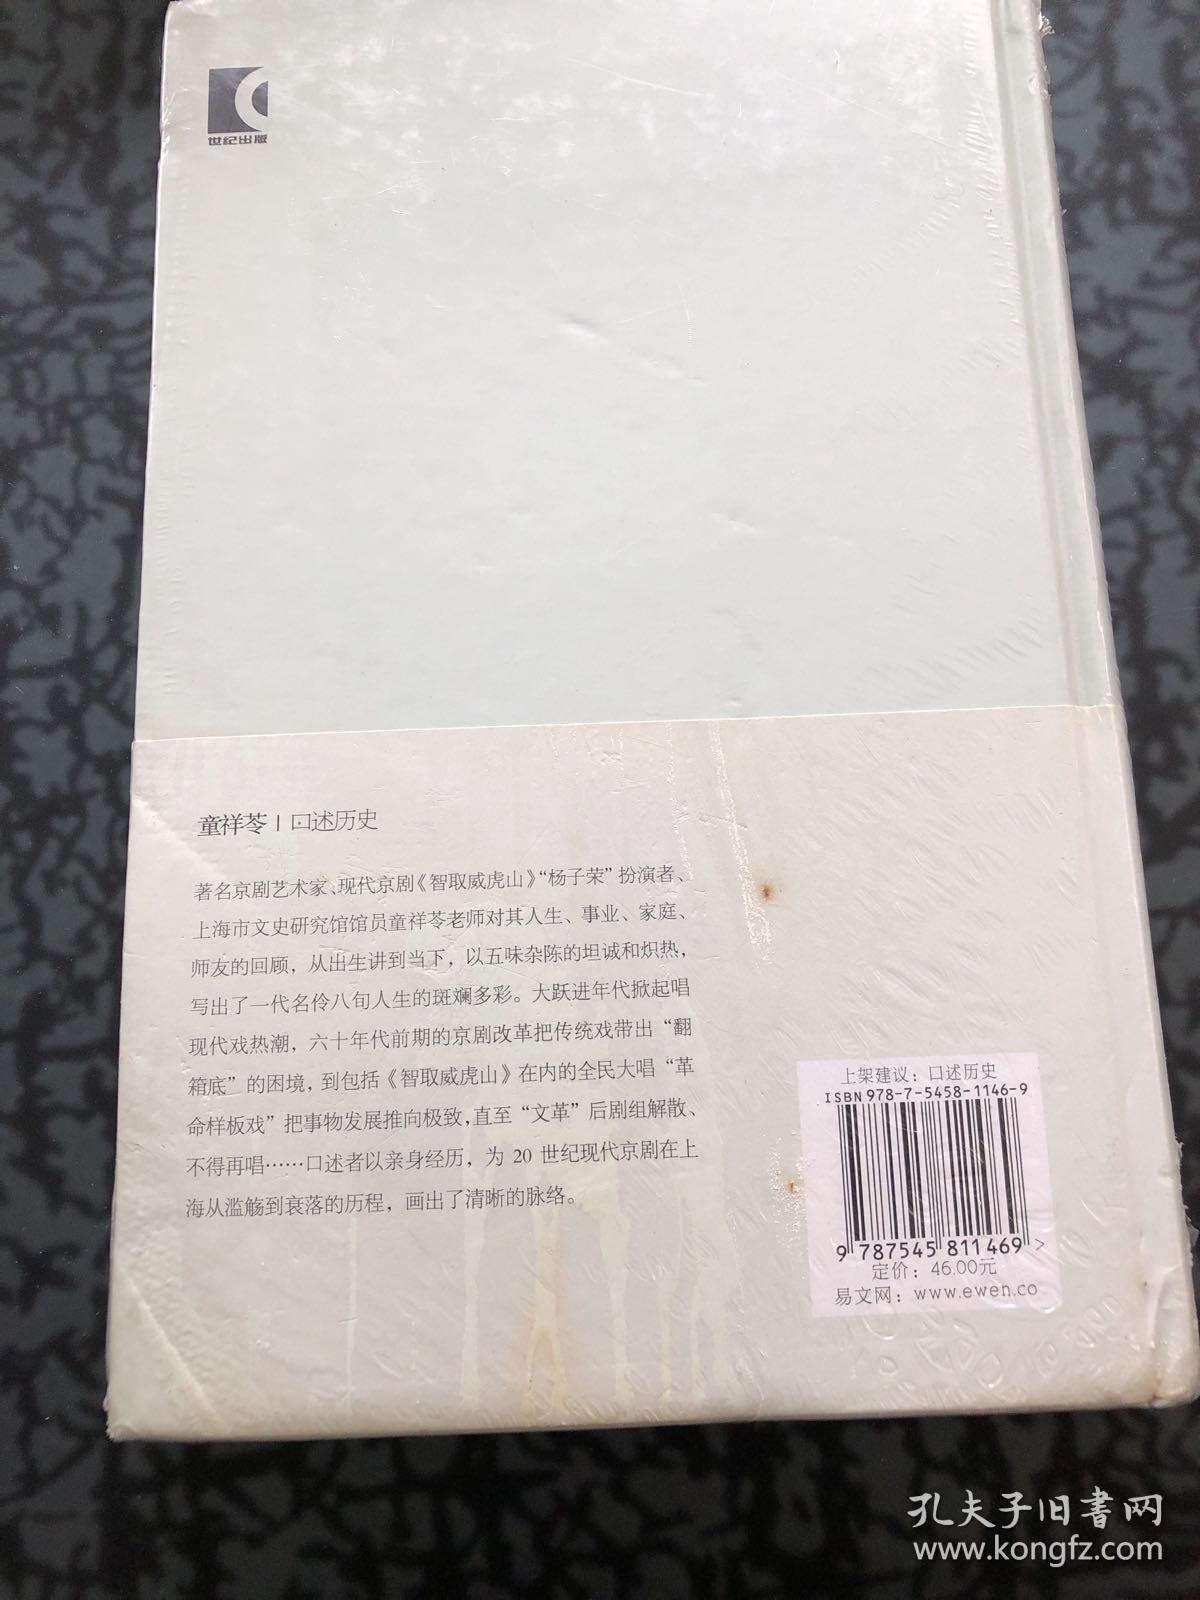 世纪出版
童祥苓 | 口述历史
著名京剧艺术家、现代京剧《智取威虎山》“杨子荣”扮演者、
上海市文史研究馆馆员童祥苓老师对其人生、事业、家庭、
师友的回顾，从出生讲到当下，以五味杂陈的坦诚和炽热，
写出了一代名伶八旬人生的斑斓多彩。大跃进年代掀起唱
现代戏热潮，六十年代前期的京剧改革把传统戏带出“翻
箱底”的困境，到包括《智取威虎山》在内的全民大唱“革
命样板戏”把事物发展推向极致，直至“文革”后剧组解散、
不得再唱……口述者以亲身经历，为 20 世纪现代京剧在上
海从滥觞到衰落的历程，画出了清晰的脉络。
上架建议：口述历史
ISBN 978-7-5458-1146-9
9 787545 811469 >
定价：46.00元
易文网：www.ewen.co
孔夫子旧书网
www.kongfz.com